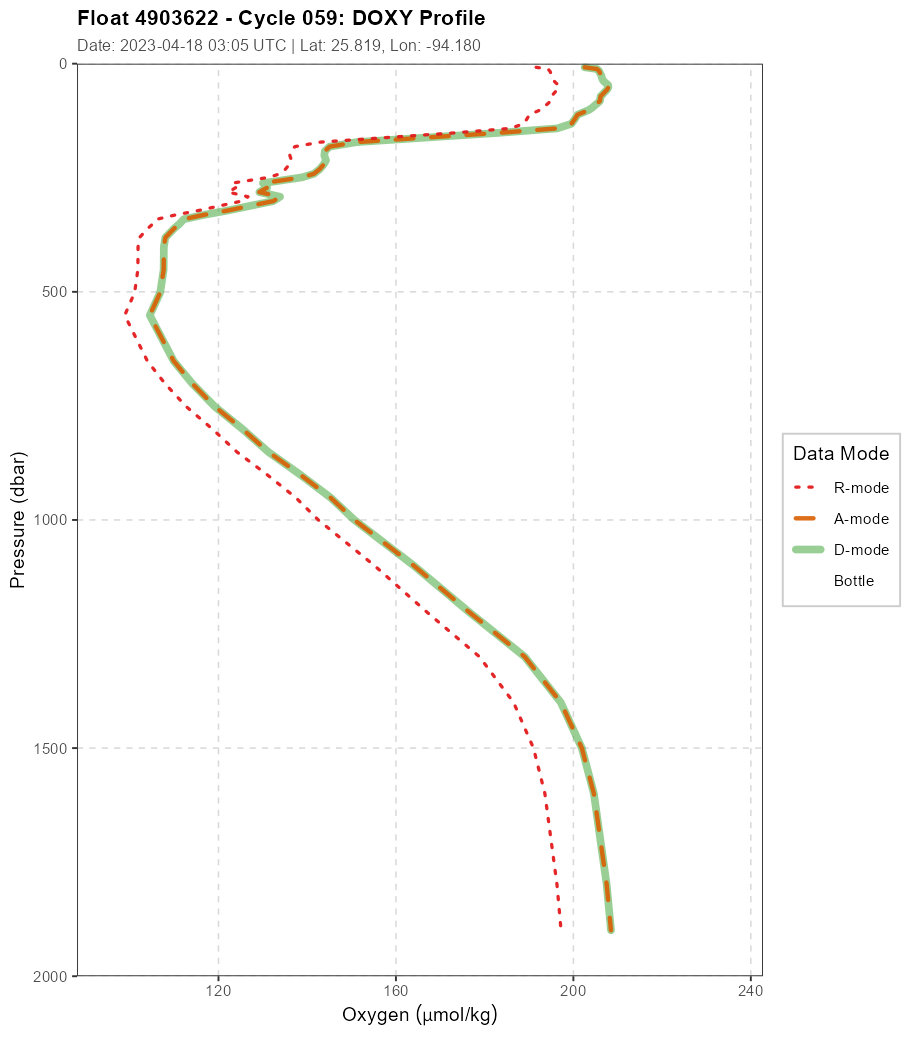 Float 4903622 - Cycle 059: DOXY Profile
Date: 2023-04-18 03:05 UTC | Lat: 25.819, Lon: -94.180
0
500
1000
1500
2000
Pressure (dbar)
120
160
200
240
Oxygen (μmol/kg)
Data Mode
R-mode
A-mode
D-mode
Bottle